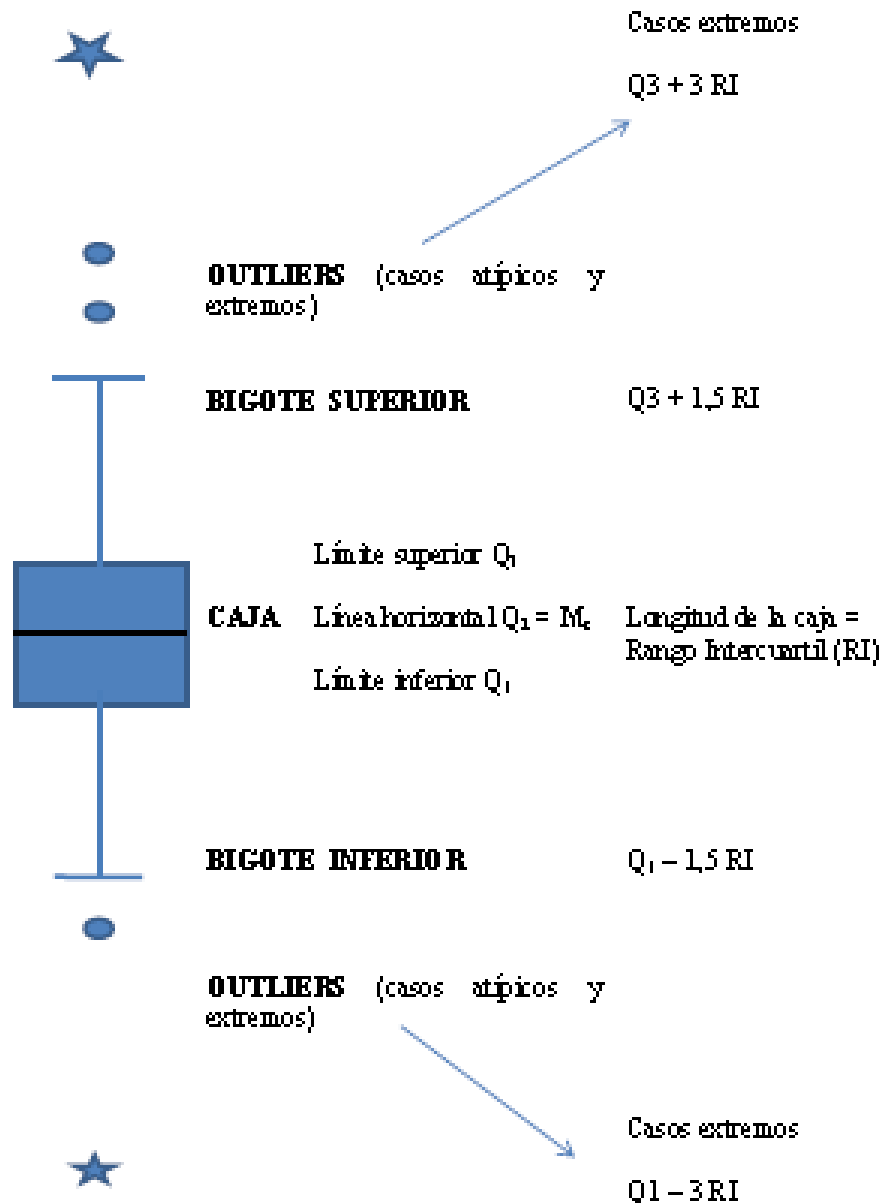 Casos extremos
Q3 + 3 RI
OUTLIERS (casos atípicos y
extremos)
BIGOTE SUPERIOR Q3 + 1,5 RI
Límite superior Q₃
CAJA Línea horizontal Q₂ = Mₑ Longitud de la caja =
Rango Intercuartil (RI)
Límite inferior Q₁
BIGOTE INFERIOR Q₁ – 1,5 RI
OUTLIERS (casos atípicos y
extremos)
Casos extremos
Q1 – 3 RI